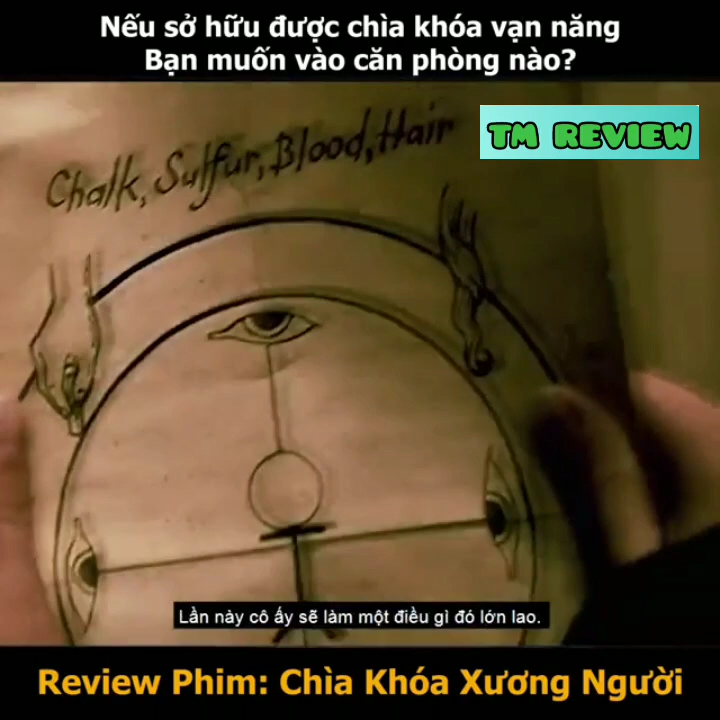 Nếu sở hữu được chìa khóa vạn năng
Bạn muốn vào căn phòng nào?
TM REVIEW
Chalk, Sulfur, Blood, Hair
Lần này cô ấy sẽ làm một điều gì đó lớn lao.
Review Phim: Chìa Khóa Xương Người